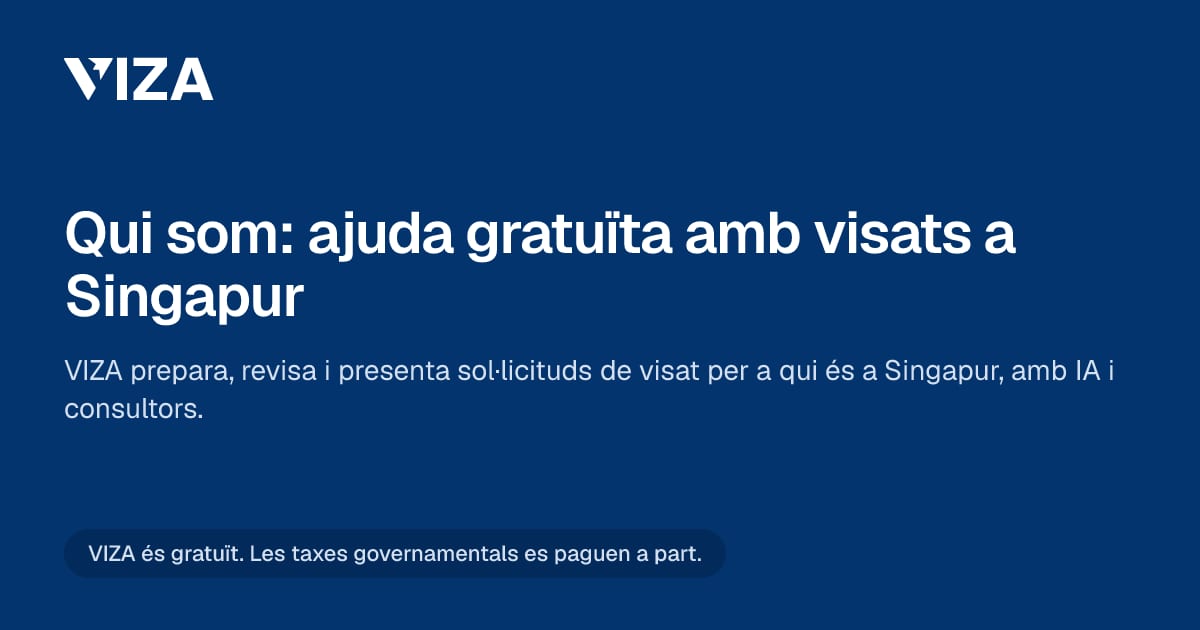 VIZA
Qui som: ajuda gratuïta amb visats a
Singapur
VIZA prepara, revisa i presenta sol·licituds de visat per a qui és a Singapur, amb IA i
consultors.
VIZA és gratuït. Les taxes governamentals es paguen a part.